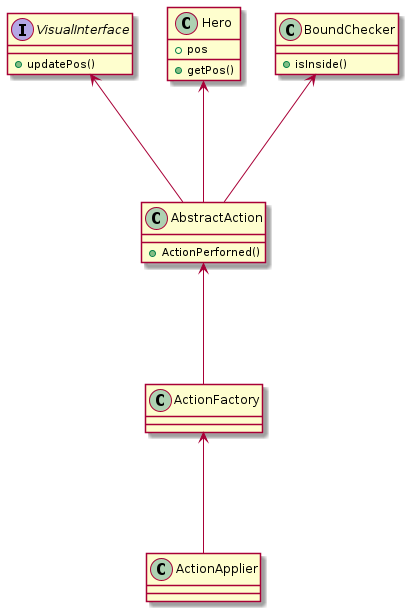 I VisualInterface
updatePos()
C Hero
pos
getPos()
C BoundChecker
isInside()
C AbstractAction
ActionPerforned()
C ActionFactory
C ActionApplier